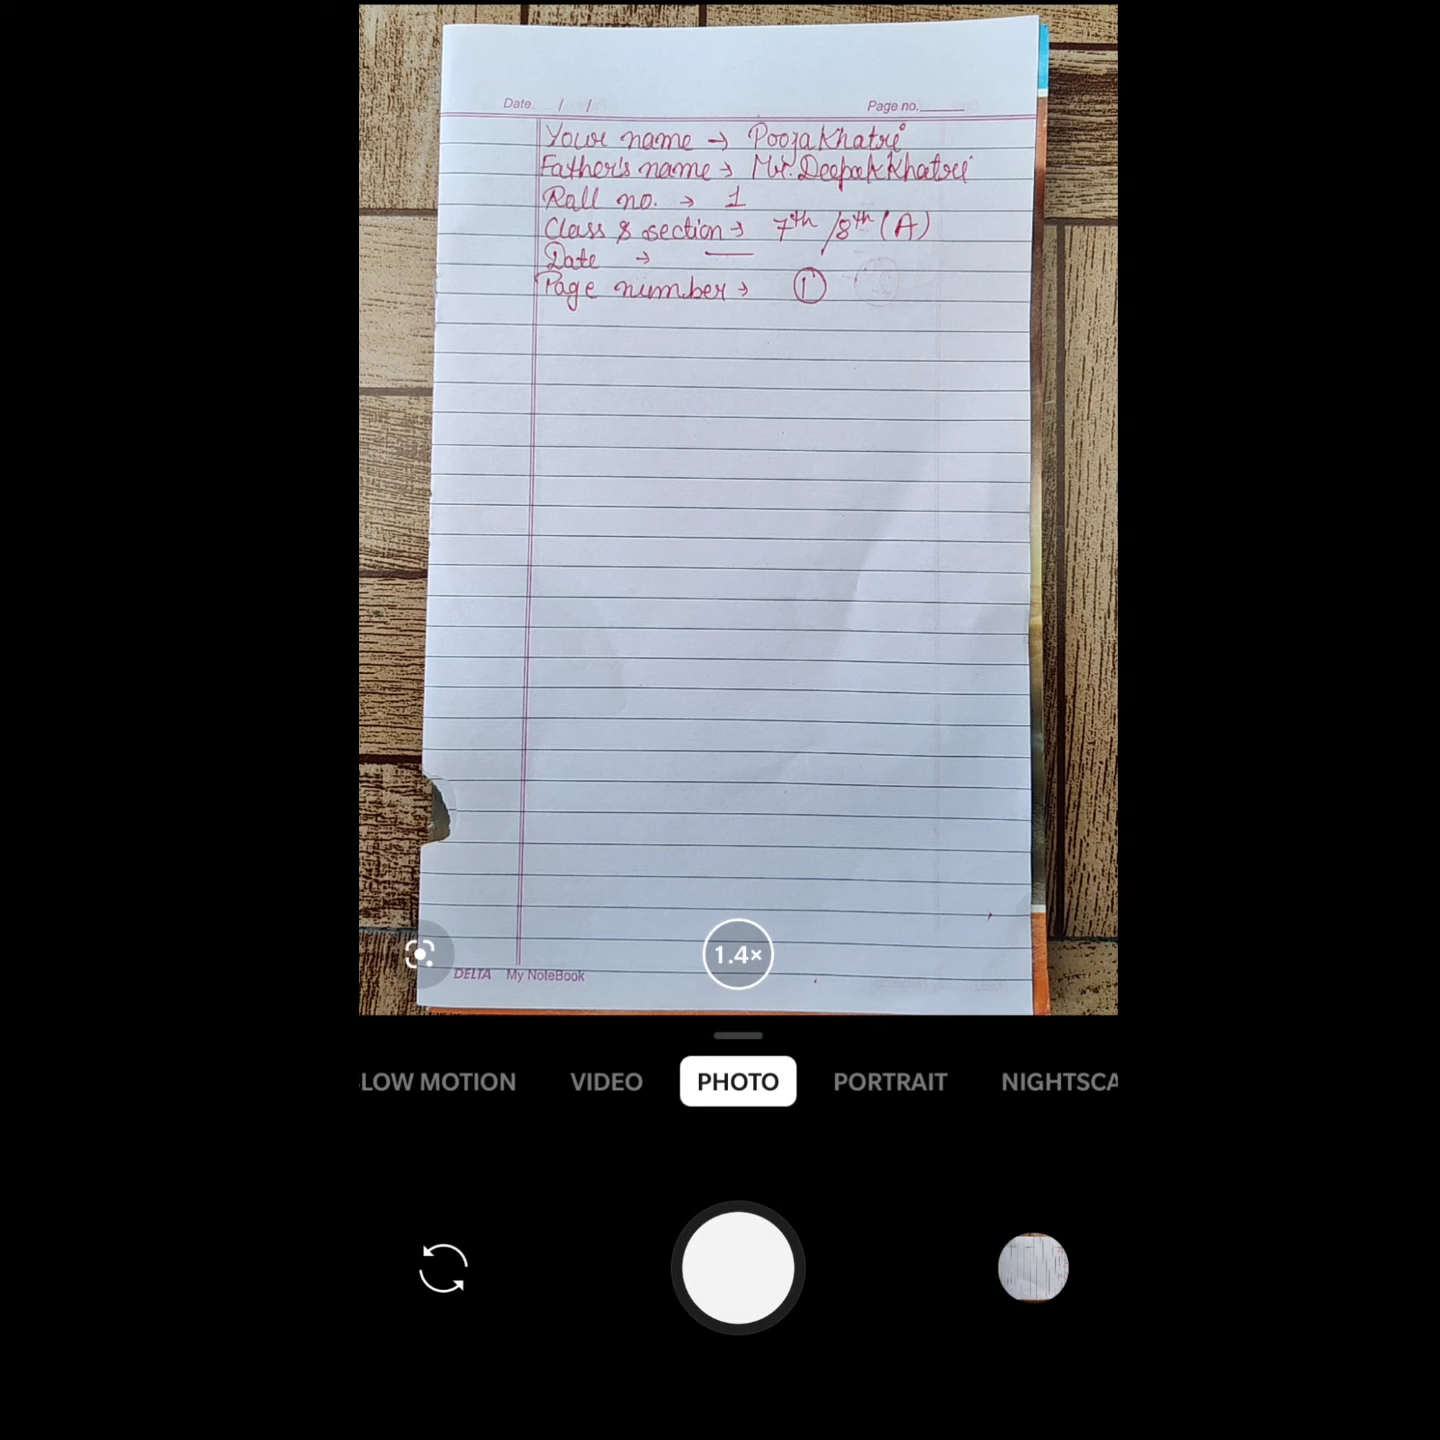 Date / /
Page no.
Your name → Pooja Khatri
Father's name → Mr. Deepak Khatri
Roll no. → 1
Class & section → 7th / 8th (A)
Date → —
Page number → 1
DELTA My NoteBook
1.4×
LOW MOTION VIDEO PHOTO PORTRAIT NIGHTSCA